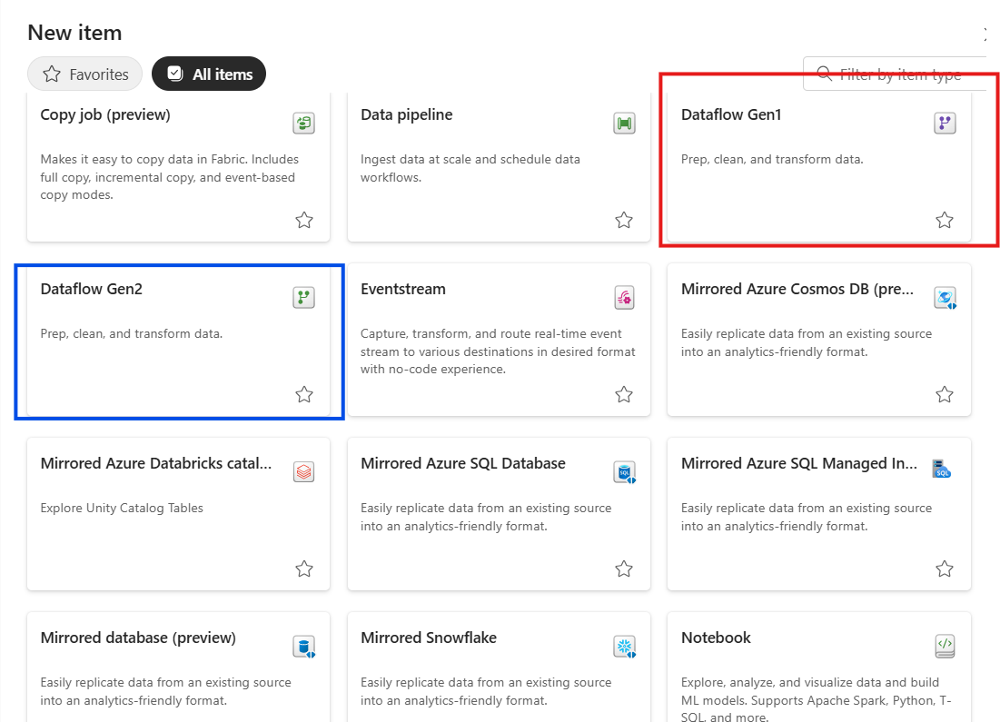 New item
Favorites
All items
Filter by item type
Copy job (preview)
Makes it easy to copy data in Fabric. Includes
full copy, incremental copy, and event-based
copy modes.
Data pipeline
Ingest data at scale and schedule data
workflows.
Dataflow Gen1
Prep, clean, and transform data.
Dataflow Gen2
Prep, clean, and transform data.
Eventstream
Capture, transform, and route real-time event
stream to various destinations in desired format
with no-code experience.
Mirrored Azure Cosmos DB (pre...
Easily replicate data from an existing source
into an analytics-friendly format.
Mirrored Azure Databricks catal...
Explore Unity Catalog Tables
Mirrored Azure SQL Database
SQL
Easily replicate data from an existing source
into an analytics-friendly format.
Mirrored Azure SQL Managed In...
SQL
Easily replicate data from an existing source
into an analytics-friendly format.
Mirrored database (preview)
Easily replicate data from an existing source
into an analytics-friendly format.
Mirrored Snowflake
Easily replicate data from an existing source
into an analytics-friendly format.
Notebook
</>
Explore, analyze, and visualize data and build
ML models. Supports Apache Spark, Python, T-
SQL, and more.